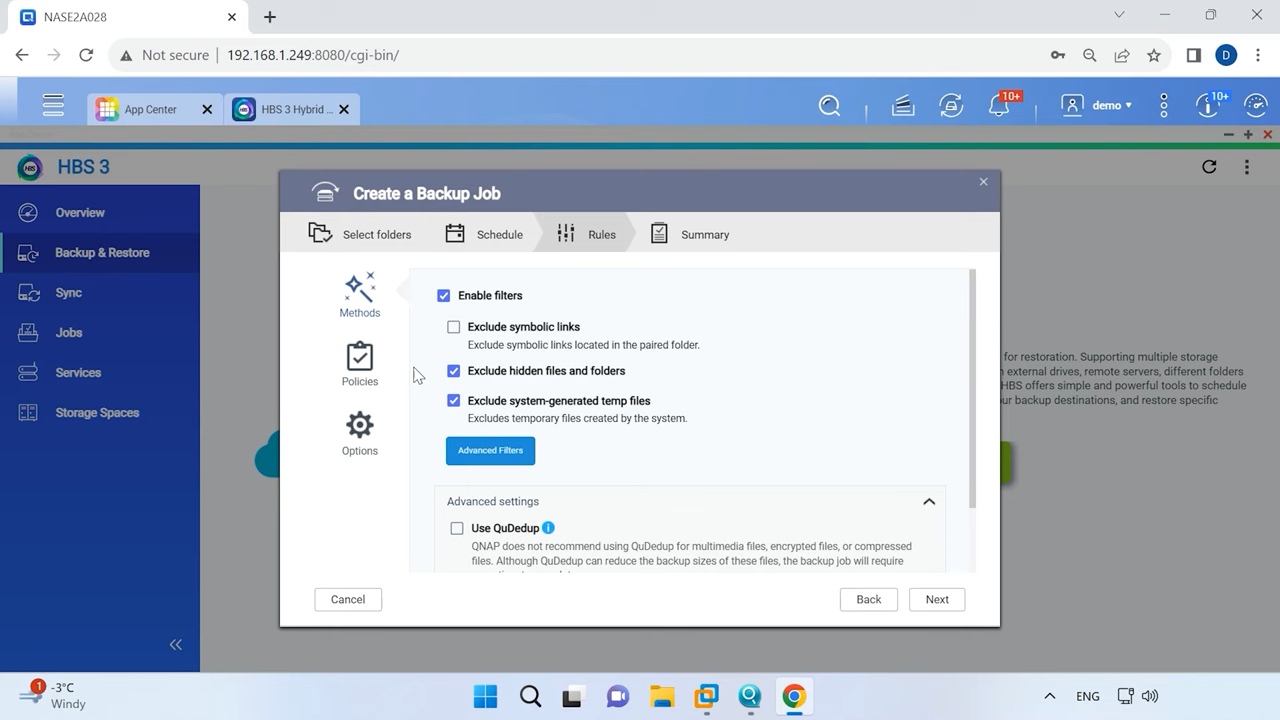 NASE2A028
Not secure
192.168.1.249:8080/cgi-bin/
D
App Center
HBS 3 Hybrid ...
10+
demo
10+
HBS 3
Overview
Backup & Restore
Sync
Jobs
Services
Storage Spaces
Create a Backup Job
Select folders
Schedule
Rules
Summary
Methods
Policies
Options
Enable filters
Exclude symbolic links
Exclude symbolic links located in the paired folder.
Exclude hidden files and folders
Exclude system-generated temp files
Excludes temporary files created by the system.
Advanced Filters
Advanced settings
Use QuDedup
QNAP does not recommend using QuDedup for multimedia files, encrypted files, or compressed
files. Although QuDedup can reduce the backup sizes of these files, the backup job will require
Cancel
Back
Next
for restoration. Supporting multiple storage
external drives, remote servers, different folders
HBS offers simple and powerful tools to schedule
our backup destinations, and restore specific
1
-3°C
Windy
ENG